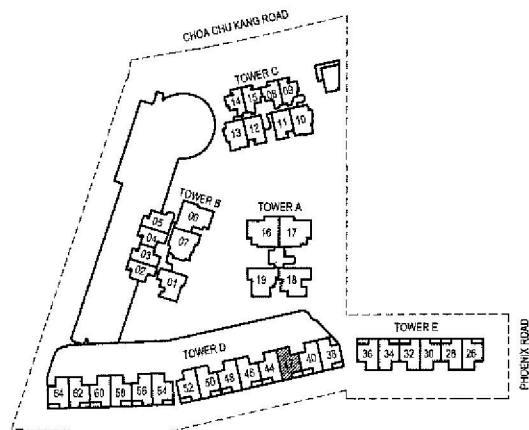 CHOA CHU KANG ROAD
TOWER C
14 15 08 09
13 12 11 10
TOWER B
05 06
04 07
03
02 01
TOWER A
16 17
19 18
TOWER E
36 34 32 30 28 26
PHOENIX ROAD
TOWER D
64 62 60 58 56 54 52 50 48 46 44 42 40 38